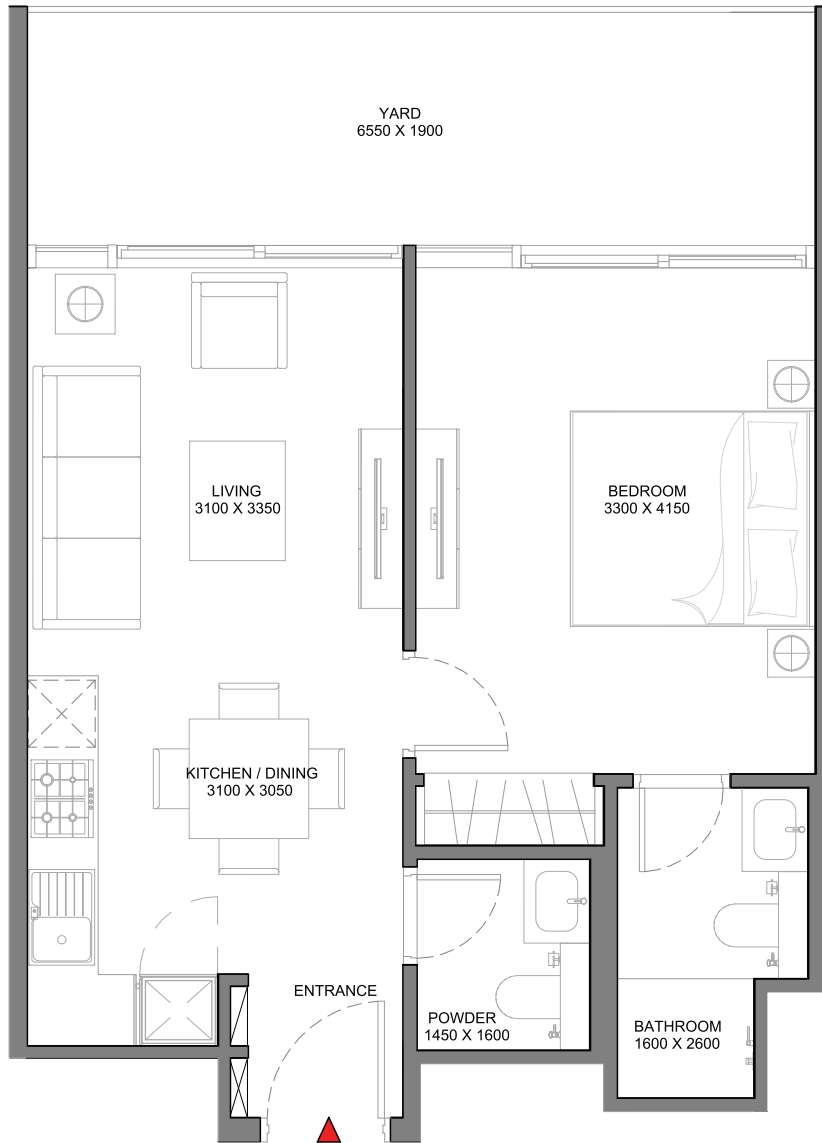 YARD
6550 X 1900
LIVING
3100 X 3350
BEDROOM
3300 X 4150
KITCHEN / DINING
3100 X 3050
ENTRANCE
POWDER
1450 X 1600
BATHROOM
1600 X 2600